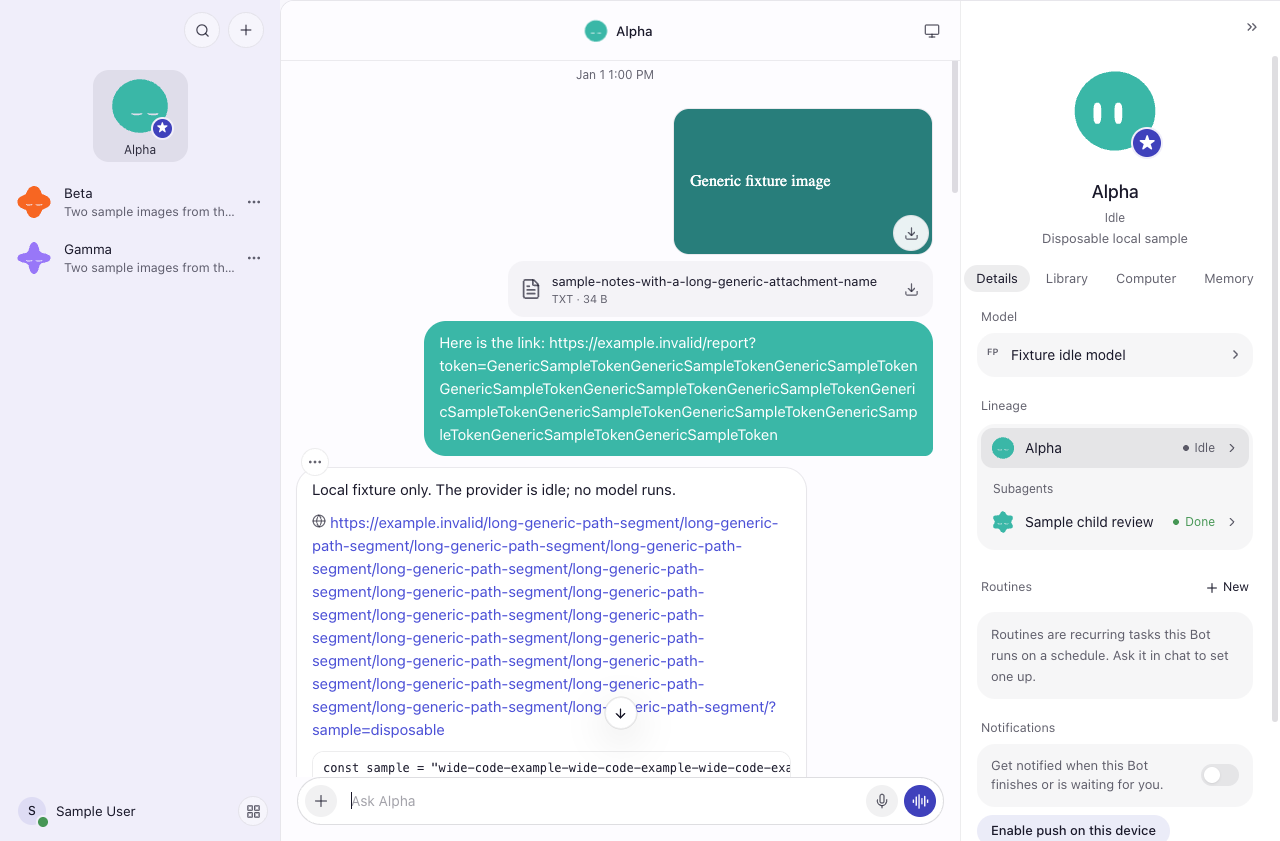 Alpha
Beta
Two sample images from th...
Gamma
Two sample images from th...
S
Sample User
Alpha
Jan 1 1:00 PM
Generic fixture image
sample-notes-with-a-long-generic-attachment-name
TXT · 34 B
Here is the link: https://example.invalid/report?
token=GenericSampleTokenGenericSampleTokenGenericSampleToken
GenericSampleTokenGenericSampleTokenGenericSampleTokenGeneri
cSampleTokenGenericSampleTokenGenericSampleTokenGenericSamp
leTokenGenericSampleTokenGenericSampleToken
Local fixture only. The provider is idle; no model runs.
https://example.invalid/long-generic-path-segment/long-generic-
path-segment/long-generic-path-segment/long-generic-path-
segment/long-generic-path-segment/long-generic-path-
segment/long-generic-path-segment/long-generic-path-
segment/long-generic-path-segment/long-generic-path-
segment/long-generic-path-segment/long-generic-path-
segment/long-generic-path-segment/long-generic-path-
segment/long-generic-path-segment/long-generic-path-
segment/long-generic-path-segment/long-generic-path-segment/?
sample=disposable
const sample = "wide-code-example-wide-code-example-wide-code-exa
Ask Alpha
Alpha
Idle
Disposable local sample
Details
Library
Computer
Memory
Model
FP
Fixture idle model
Lineage
Alpha
Idle
Subagents
Sample child review
Done
Routines
New
Routines are recurring tasks this Bot
runs on a schedule. Ask it in chat to set
one up.
Notifications
Get notified when this Bot
finishes or is waiting for you.
Enable push on this device